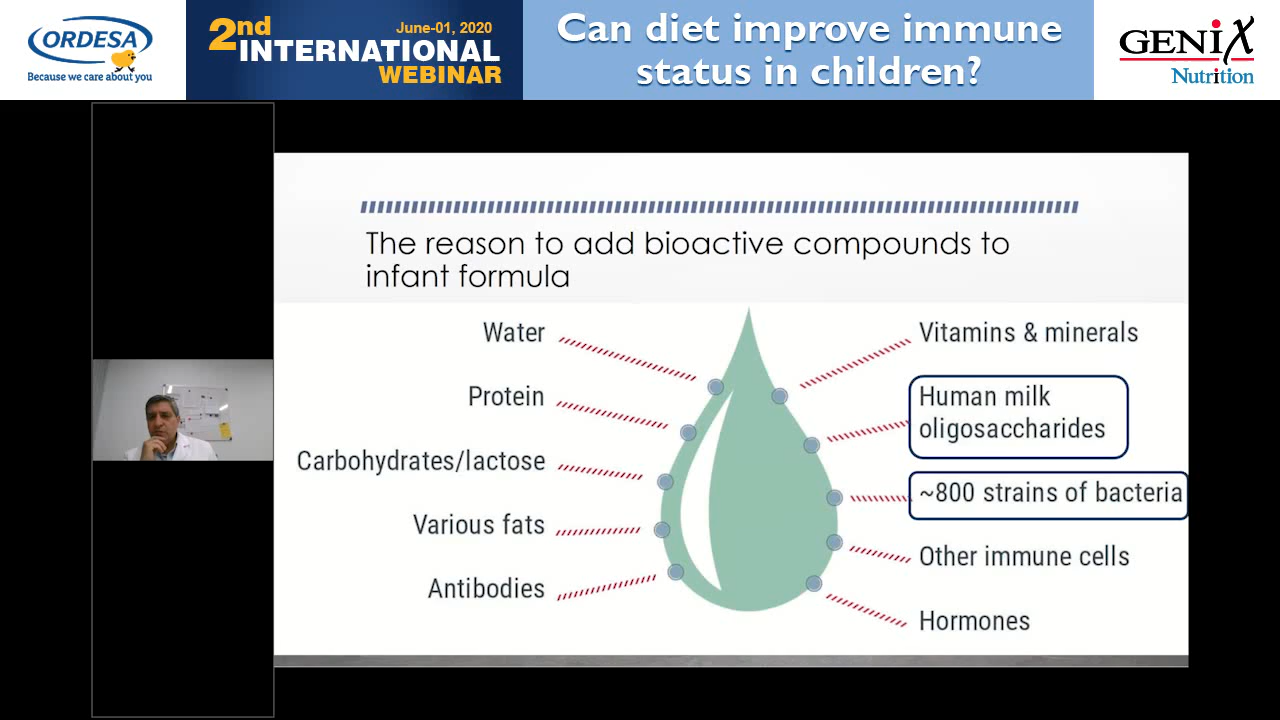 ORDESA
Because we care about you
2nd
June-01, 2020
INTERNATIONAL
WEBINAR
Can diet improve immune
status in children?
GENiX
Nutrition
The reason to add bioactive compounds to
infant formula
Water
Protein
Carbohydrates/lactose
Various fats
Antibodies
Vitamins & minerals
Human milk
oligosaccharides
~800 strains of bacteria
Other immune cells
Hormones